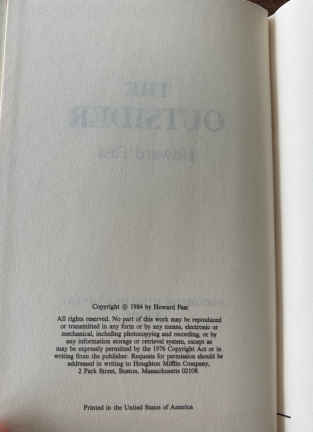 THE
OUTSIDER
Howard Fast
Copyright © 1984 by Howard Fast
All rights reserved. No part of this work may be reproduced
or transmitted in any form or by any means, electronic or
mechanical, including photocopying and recording, or by
any information storage or retrieval system, except as
may be expressly permitted by the 1976 Copyright Act or in
writing from the publisher. Requests for permission should be
addressed in writing to Houghton Mifflin Company,
2 Park Street, Boston, Massachusetts 02108.
Printed in the United States of America